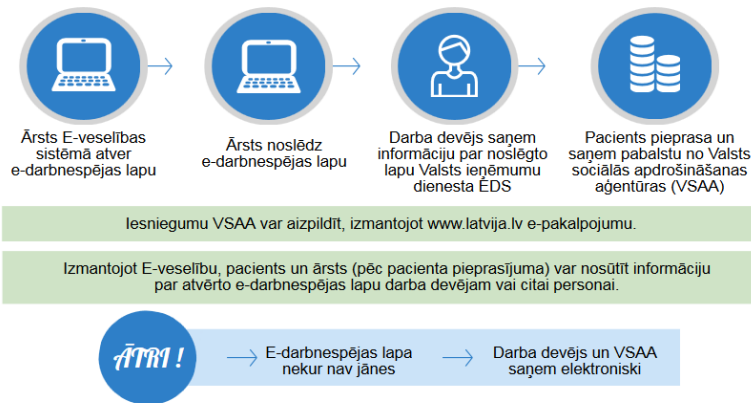 Ārsts E-veselības
sistēmā atver
e-darbnespējas lapu
Ārsts noslēdz
e-darbnespējas lapu
Darba devējs saņem
informāciju par noslēgto
lapu Valsts ieņēmumu
dienesta EDS
Pacients pieprasa un
saņem pabalstu no Valsts
sociālās apdrošināšanas
aģentūras (VSAA)
Iesniegumu VSAA var aizpildīt, izmantojot www.latvija.lv e-pakalpojumu.
Izmantojot E-veselību, pacients un ārsts (pēc pacienta pieprasījuma) var nosūtīt informāciju
par atvērto e-darbnespējas lapu darba devējam vai citai personai.
ĀTRI !
E-darbnespējas lapa
nekur nav jānes
Darba devējs un VSAA
saņem elektroniski